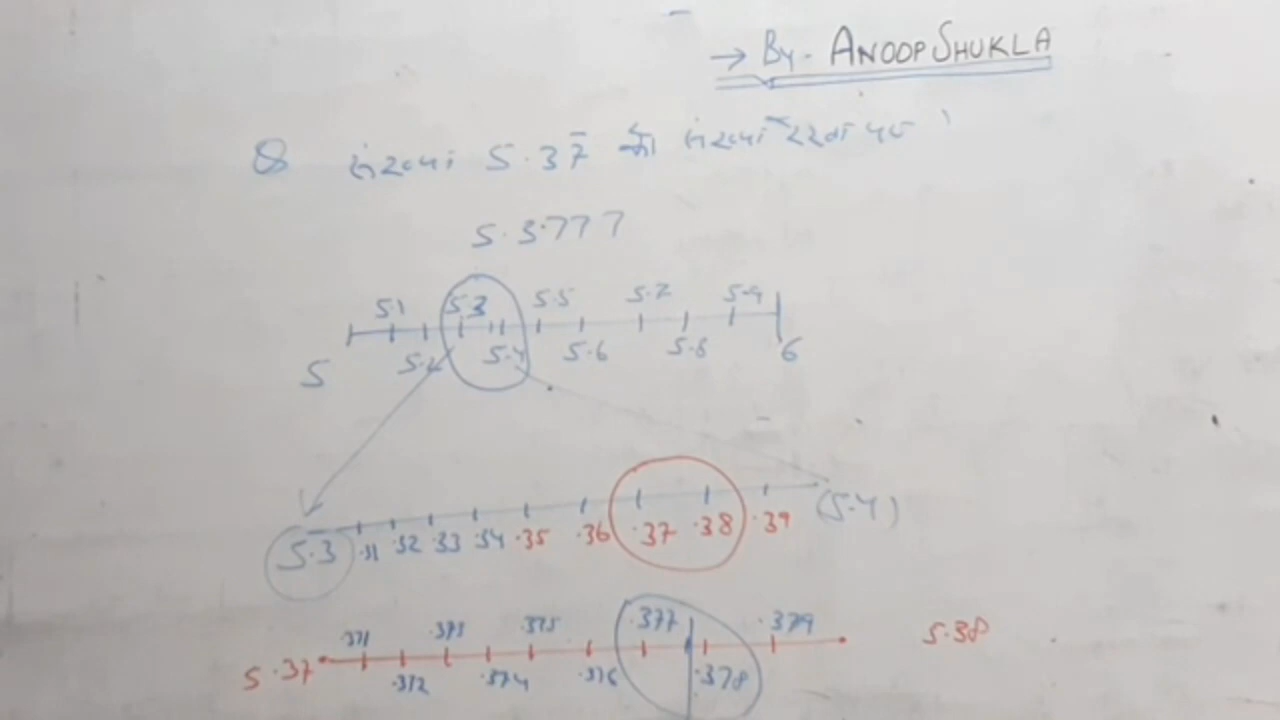 → By- ANOOP SHUKLA
Q संख्या 5.37̄ को संख्या रेखा पर
5.3777
5.1 5.3 5.5 5.7 5.9
5 5.2 5.4 5.6 5.8 6
5.3 .31 .32 .33 .34 .35 .36 .37 .38 .39 (5.4)
.371 .373 .375 .377 .379 5.38
5.37 .372 .374 .376 .378